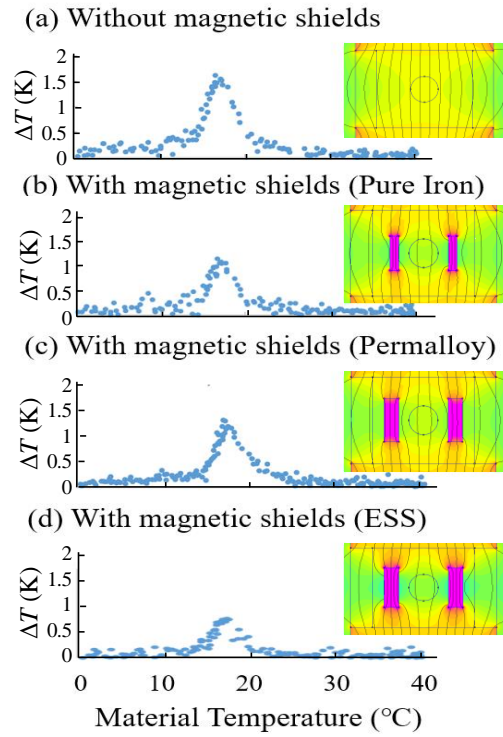 (a) Without magnetic shields
2
1.5
1
0.5
0
ΔT (K)
(b) With magnetic shields (Pure Iron)
2
1.5
1
0.5
0
ΔT (K)
(c) With magnetic shields (Permalloy)
2
1.5
1
0.5
0
ΔT (K)
(d) With magnetic shields (ESS)
2
1.5
1
0.5
0
ΔT (K)
0 10 20 30 40
Material Temperature (°C)